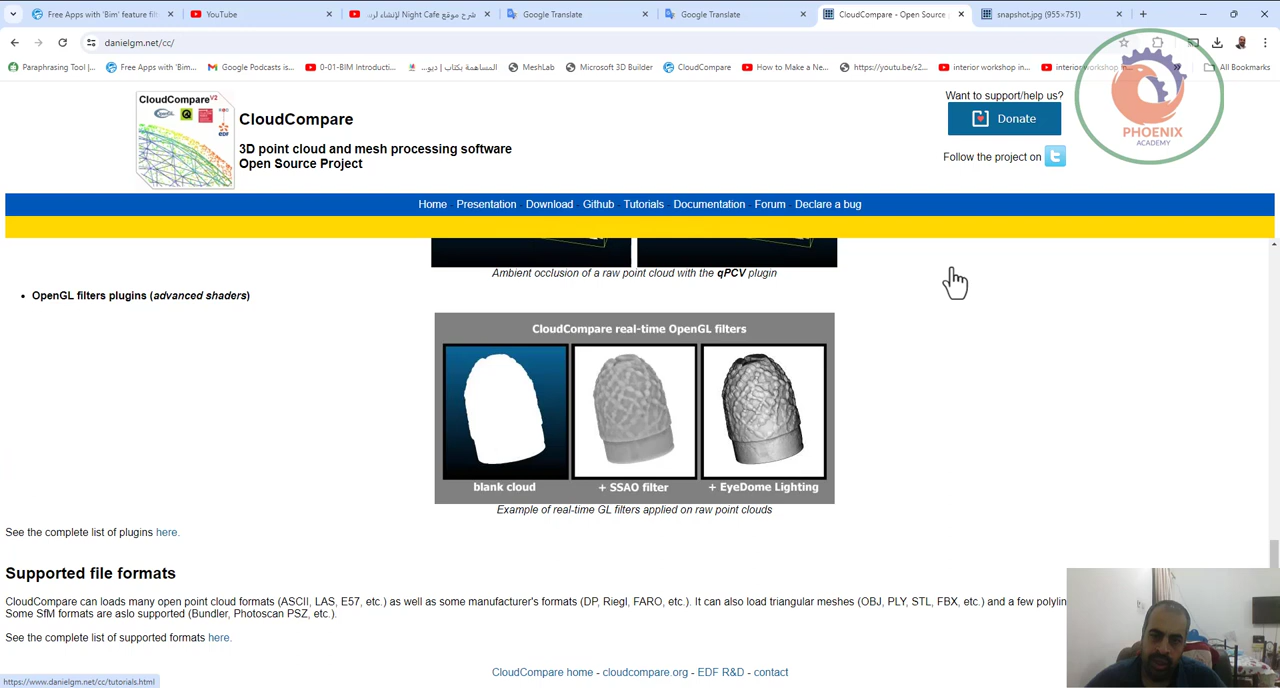 Free Apps with 'Bim' feature filt
YouTube
شرح موقع Night Cafe لإنشاء لرس
Google Translate
Google Translate
CloudCompare - Open Source
snapshot.jpg (955×751)
danielgm.net/cc/
Paraphrasing Tool |...
Free Apps with 'Bim...
Google Podcasts is...
0-01-BIM Introducti...
MeshLab
Microsoft 3D Builder
CloudCompare
How to Make a Ne...
https://youtu.be/s2...
interior workshop in...
interior workshop in
All Bookmarks
CloudCompare V2
EDF
CloudCompare
3D point cloud and mesh processing software
Open Source Project
Want to support/help us?
Donate
Follow the project on
PHOENIX
ACADEMY
Home Presentation Download Github Tutorials Documentation Forum Declare a bug
Ambient occlusion of a raw point cloud with the qPCV plugin
• OpenGL filters plugins (advanced shaders)
CloudCompare real-time OpenGL filters
blank cloud
+ SSAO filter
+ EyeDome Lighting
Example of real-time GL filters applied on raw point clouds
See the complete list of plugins here.
Supported file formats
CloudCompare can loads many open point cloud formats (ASCII, LAS, E57, etc.) as well as some manufacturer's formats (DP, Riegl, FARO, etc.). It can also load triangular meshes (OBJ, PLY, STL, FBX, etc.) and a few polylin
Some SfM formats are aslo supported (Bundler, Photoscan PSZ, etc.).
See the complete list of supported formats here.
CloudCompare home - cloudcompare.org - EDF R&D - contact
https://www.danielgm.net/cc/tutorials.html